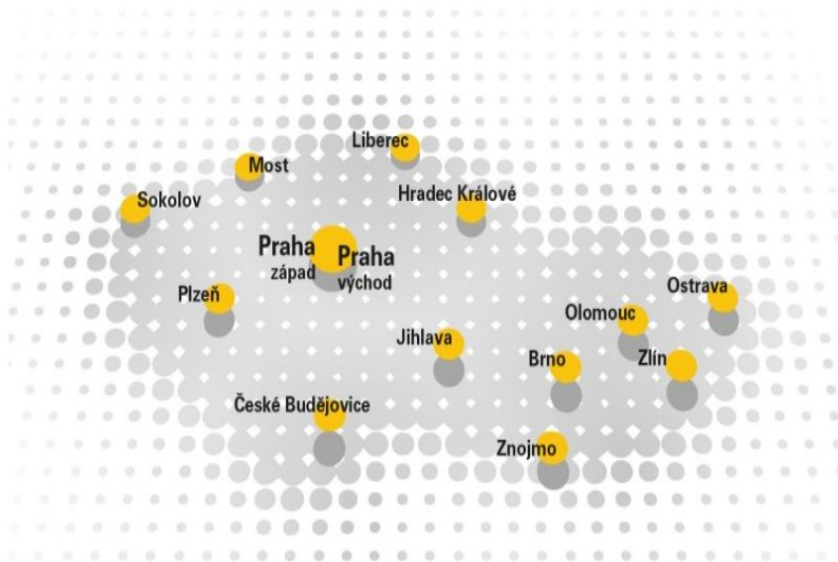 Liberec
Most
Sokolov
Hradec Králové
Praha
západ
Praha
východ
Plzeň
Ostrava
Olomouc
Jihlava
Brno
Zlín
České Budějovice
Znojmo